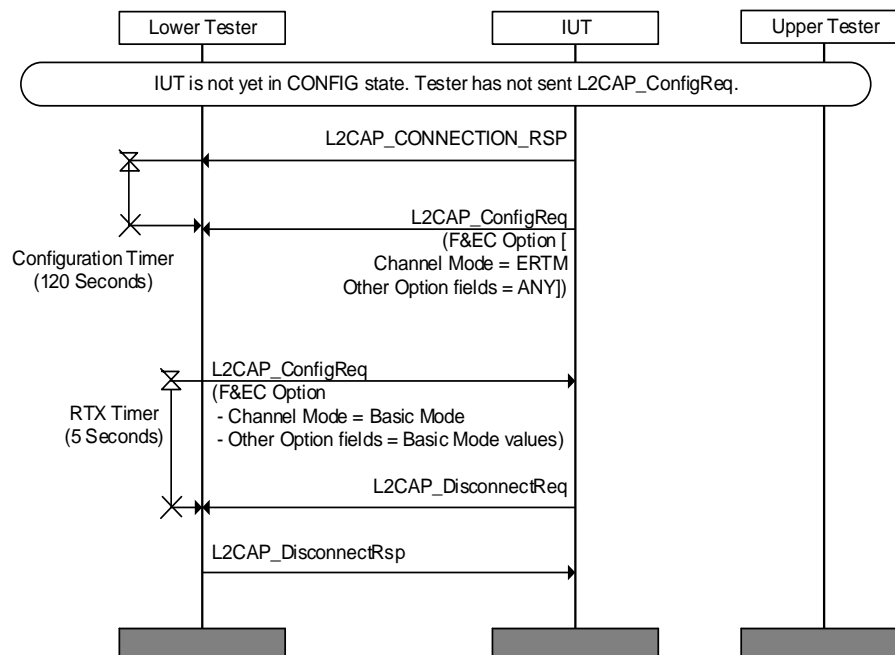 Lower Tester
IUT
Upper Tester
IUT is not yet in CONFIG state. Tester has not sent L2CAP_ConfigReq.
L2CAP_CONNECTION_RSP
L2CAP_ConfigReq
(F&EC Option [
Channel Mode = ERTM
Other Option fields = ANY])
Configuration Timer
(120 Seconds)
L2CAP_ConfigReq
(F&EC Option
- Channel Mode = Basic Mode
- Other Option fields = Basic Mode values)
RTX Timer
(5 Seconds)
L2CAP_DisconnectReq
L2CAP_DisconnectRsp